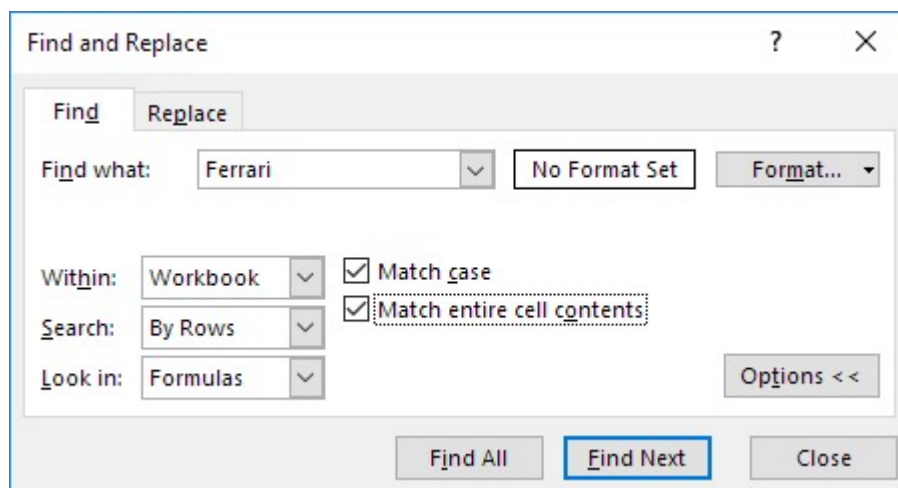 Find and Replace ?
Find Replace
Find what: Ferrari No Format Set Format...
Within: Workbook Match case
Match entire cell contents
Search: By Rows
Look in: Formulas
Options <<
Find All Find Next Close